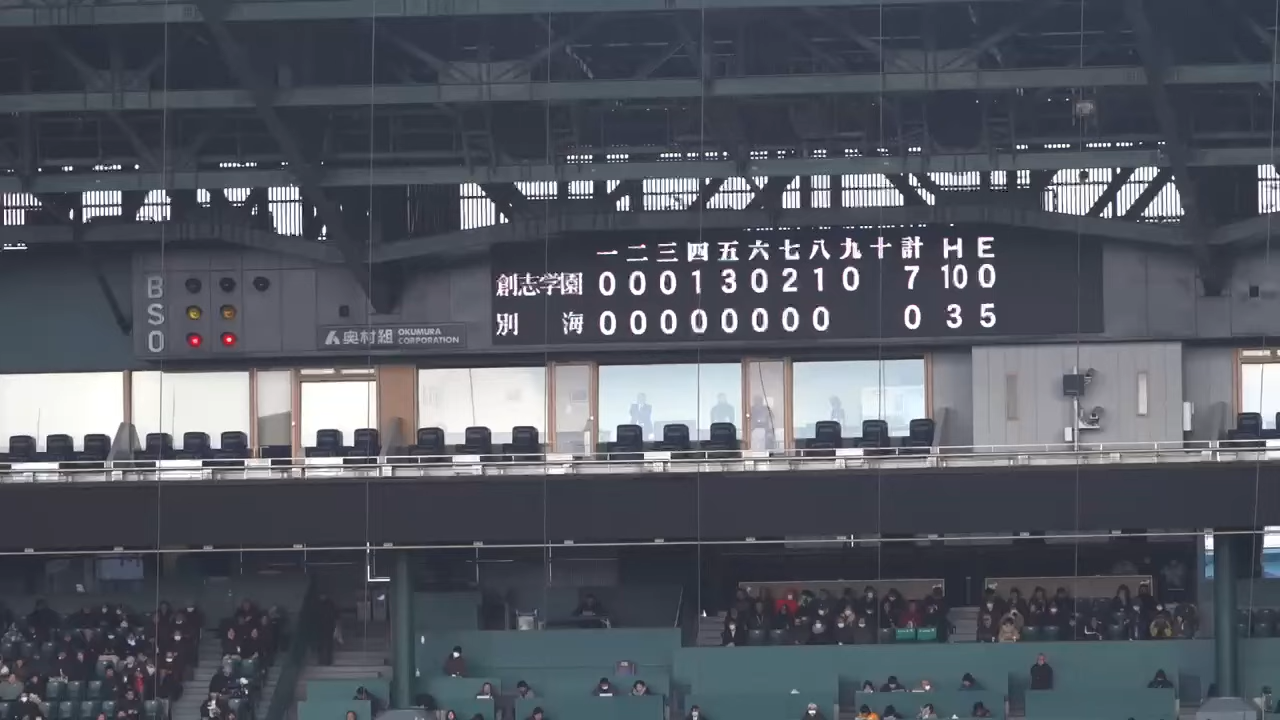 一二三四五六七八九十計HE
創志学園 0 0 0 1 3 0 2 1 0 7 10 0
別海 0 0 0 0 0 0 0 0 0 3 5
B
S
O
奥村組 OKUMURA
CORPORATION